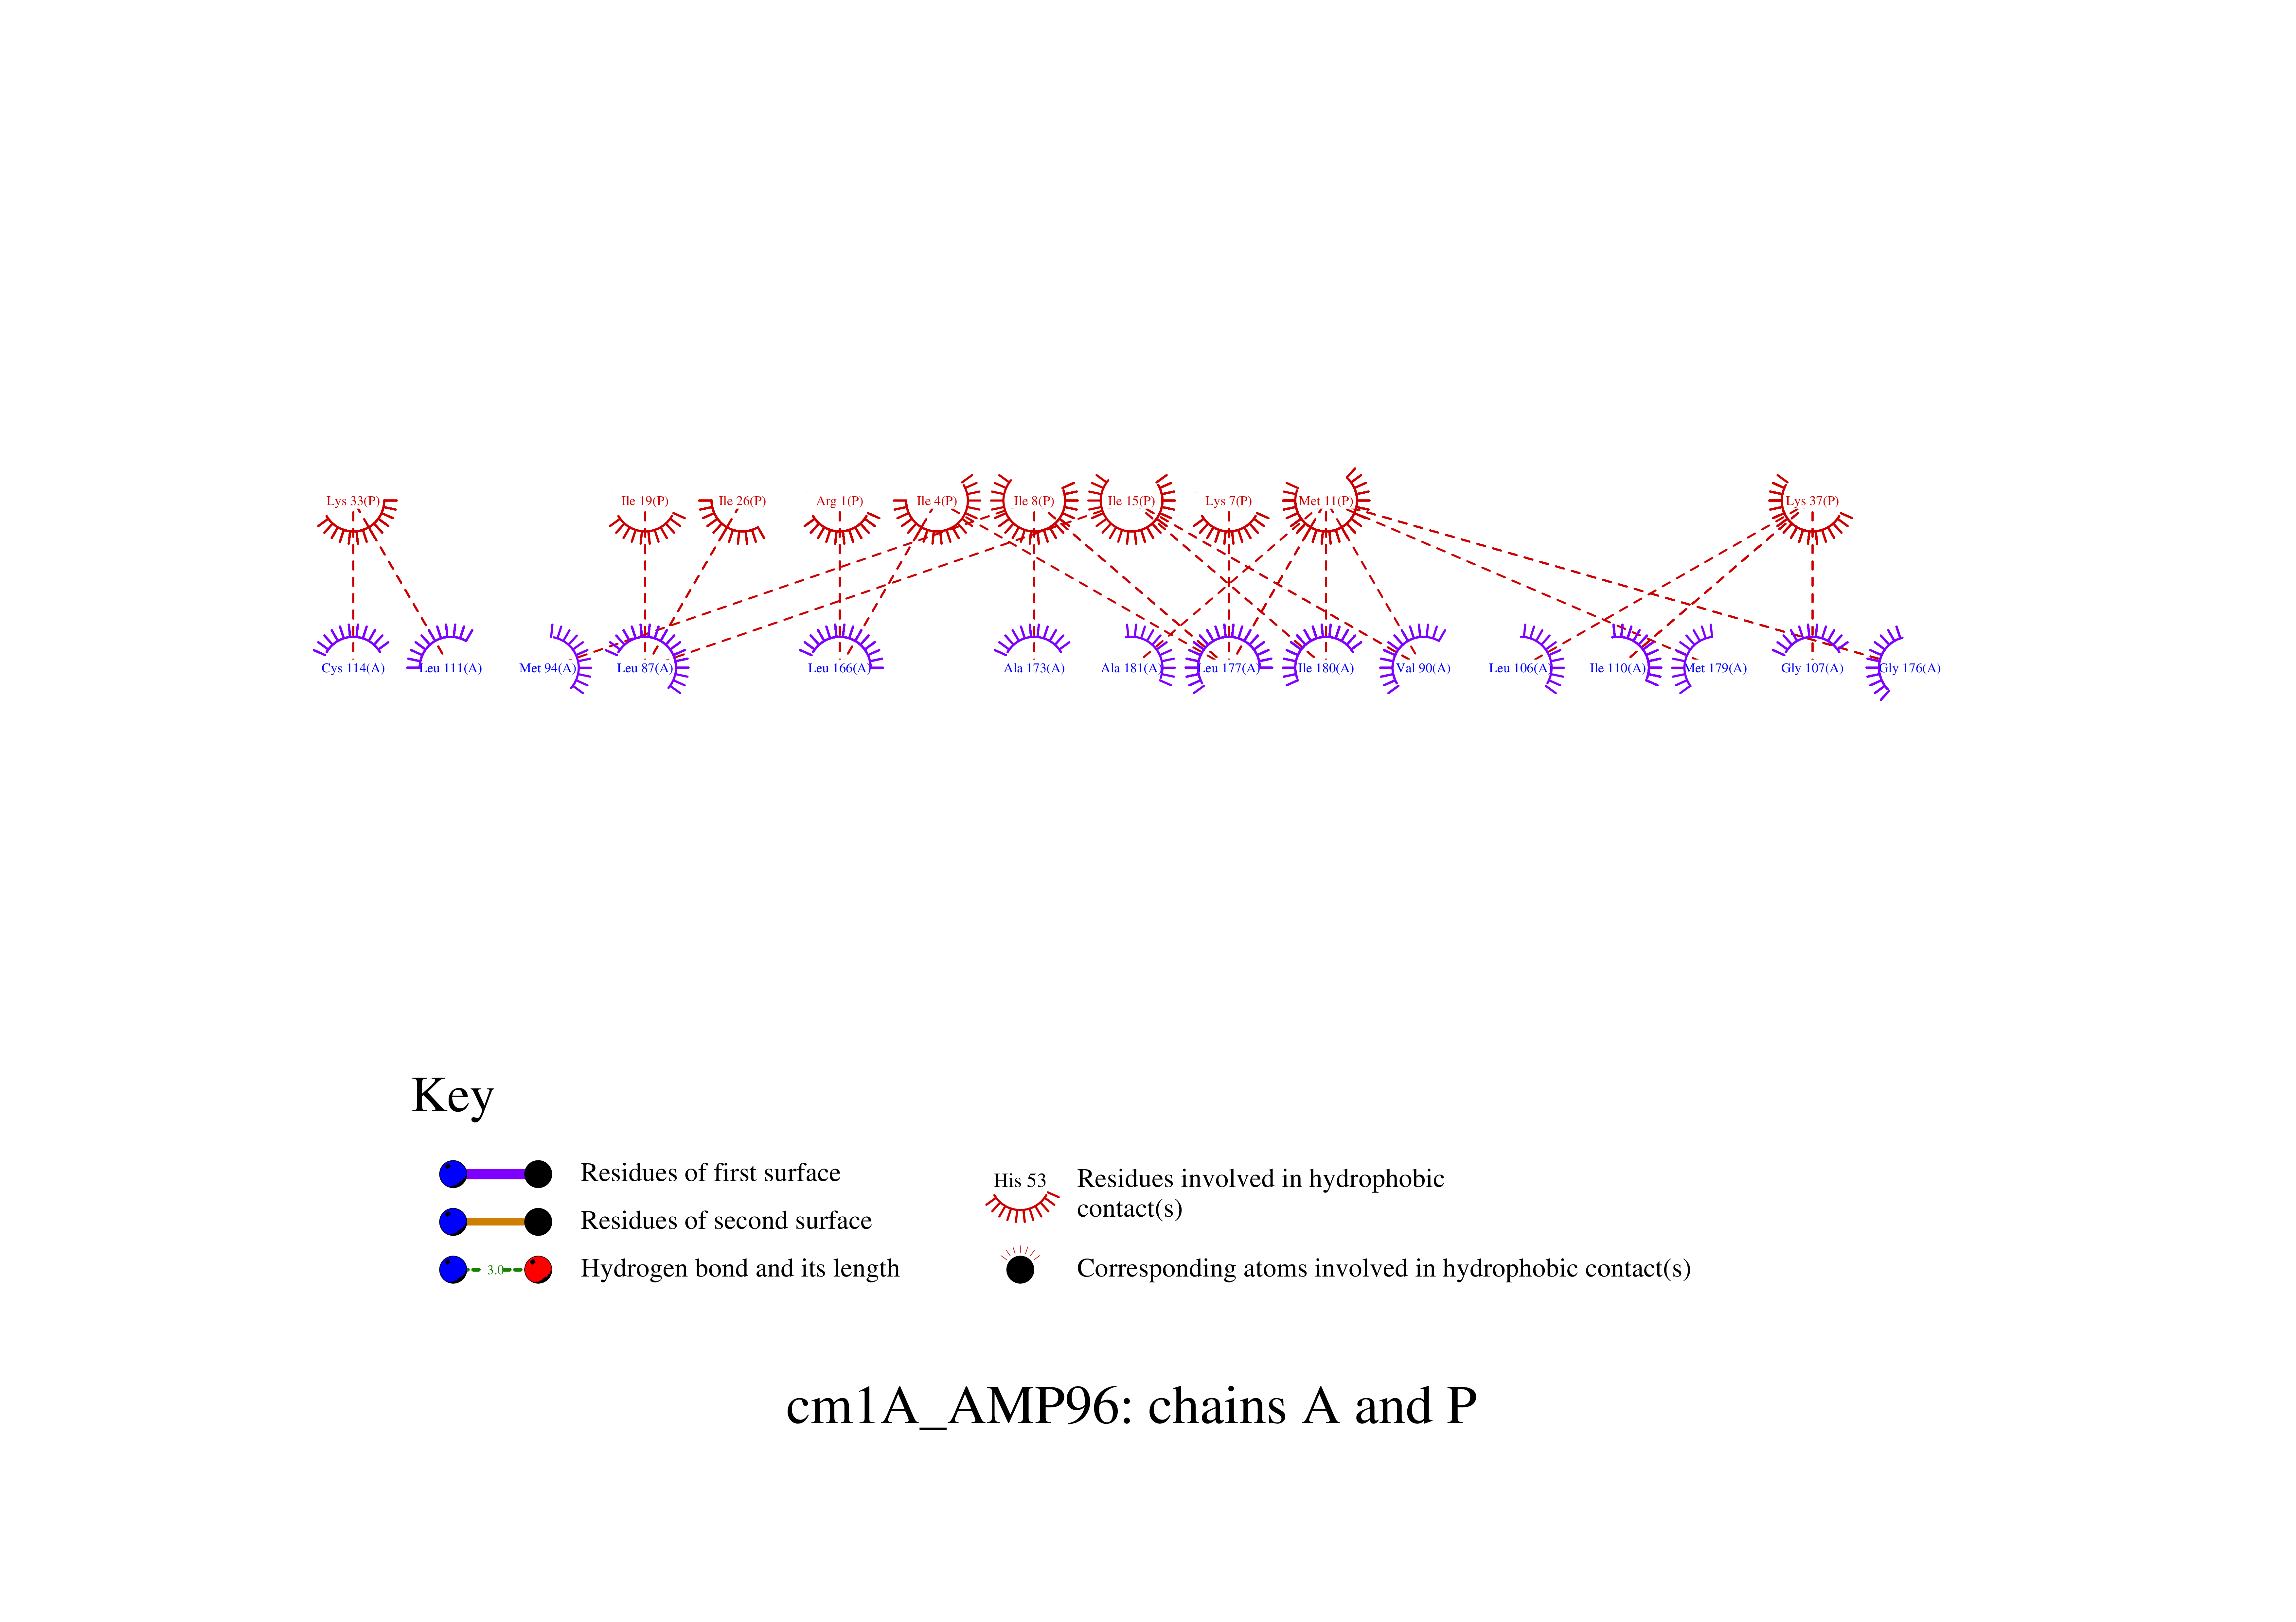 Lys 33(P) Ile 19(P) Ile 26(P) Arg 1(P) Ile 4(P) Ile 8(P) Ile 15(P) Lys 7(P) Met 11(P) Lys 37(P)
Cys 114(A) Leu 111(A) Met 94(A) Leu 87(A) Leu 166(A) Ala 173(A) Ala 181(A) Leu 177(A) Ile 180(A) Val 90(A) Leu 106(A) Ile 110(A) Met 179(A) Gly 107(A) Gly 176(A)
Key
Residues of first surface
Residues of second surface
3.0 Hydrogen bond and its length
His 53 Residues involved in hydrophobic
contact(s)
Corresponding atoms involved in hydrophobic contact(s)
cm1A_AMP96: chains A and P